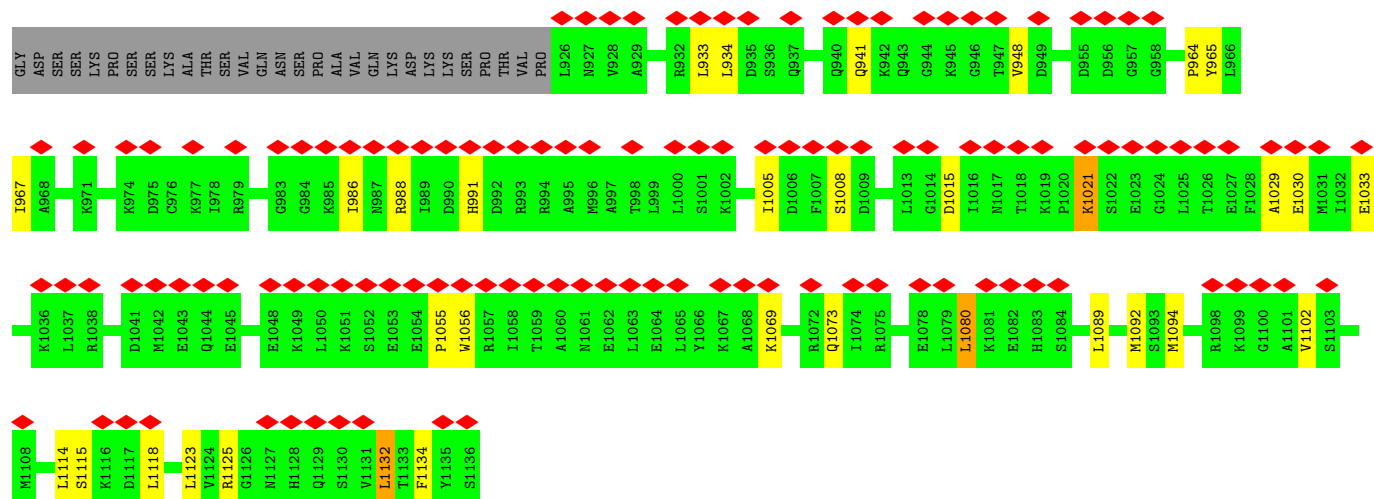 GLY ASP SER SER LYS PRO SER SER LYS ALA THR SER VAL GLN ASN SER PRO ALA VAL GLN LYS ASP LYS LYS SER PRO THR VAL PRO L926 N927 V928 A929 R932 L933 L934 D935 S936 Q937 Q940 Q941 K942 Q943 G944 K945 G946 T947 V948 D949 D955 D956 G957 G958 P964 Y965 L966
I967 A968 K971 K974 D975 C976 K977 I978 R979 G983 G984 K985 I986 N987 R988 I989 D990 H991 D992 R993 R994 A995 M996 A997 T998 L999 L1000 S1001 K1002 I1005 D1006 F1007 S1008 D1009 L1013 G1014 D1015 I1016 N1017 T1018 K1019 P1020 K1021 S1022 E1023 G1024 L1025 T1026 E1027 F1028 A1029 E1030 M1031 I1032 E1033
K1036 L1037 R1038 D1041 M1042 E1043 Q1044 E1045 E1048 K1049 L1050 K1051 S1052 E1053 E1054 P1055 W1056 R1057 I1058 T1059 A1060 N1061 E1062 L1063 E1064 L1065 Y1066 K1067 A1068 K1069 R1072 Q1073 I1074 R1075 E1078 L1079 L1080 K1081 E1082 H1083 S1084 L1089 M1092 S1093 M1094 R1098 K1099 G1100 A1101 V1102 S1103
M1108 L1114 S1115 K1116 D1117 L1118 L1123 V1124 R1125 G1126 N1127 H1128 Q1129 S1130 V1131 L1132 T1133 F1134 Y1135 S1136